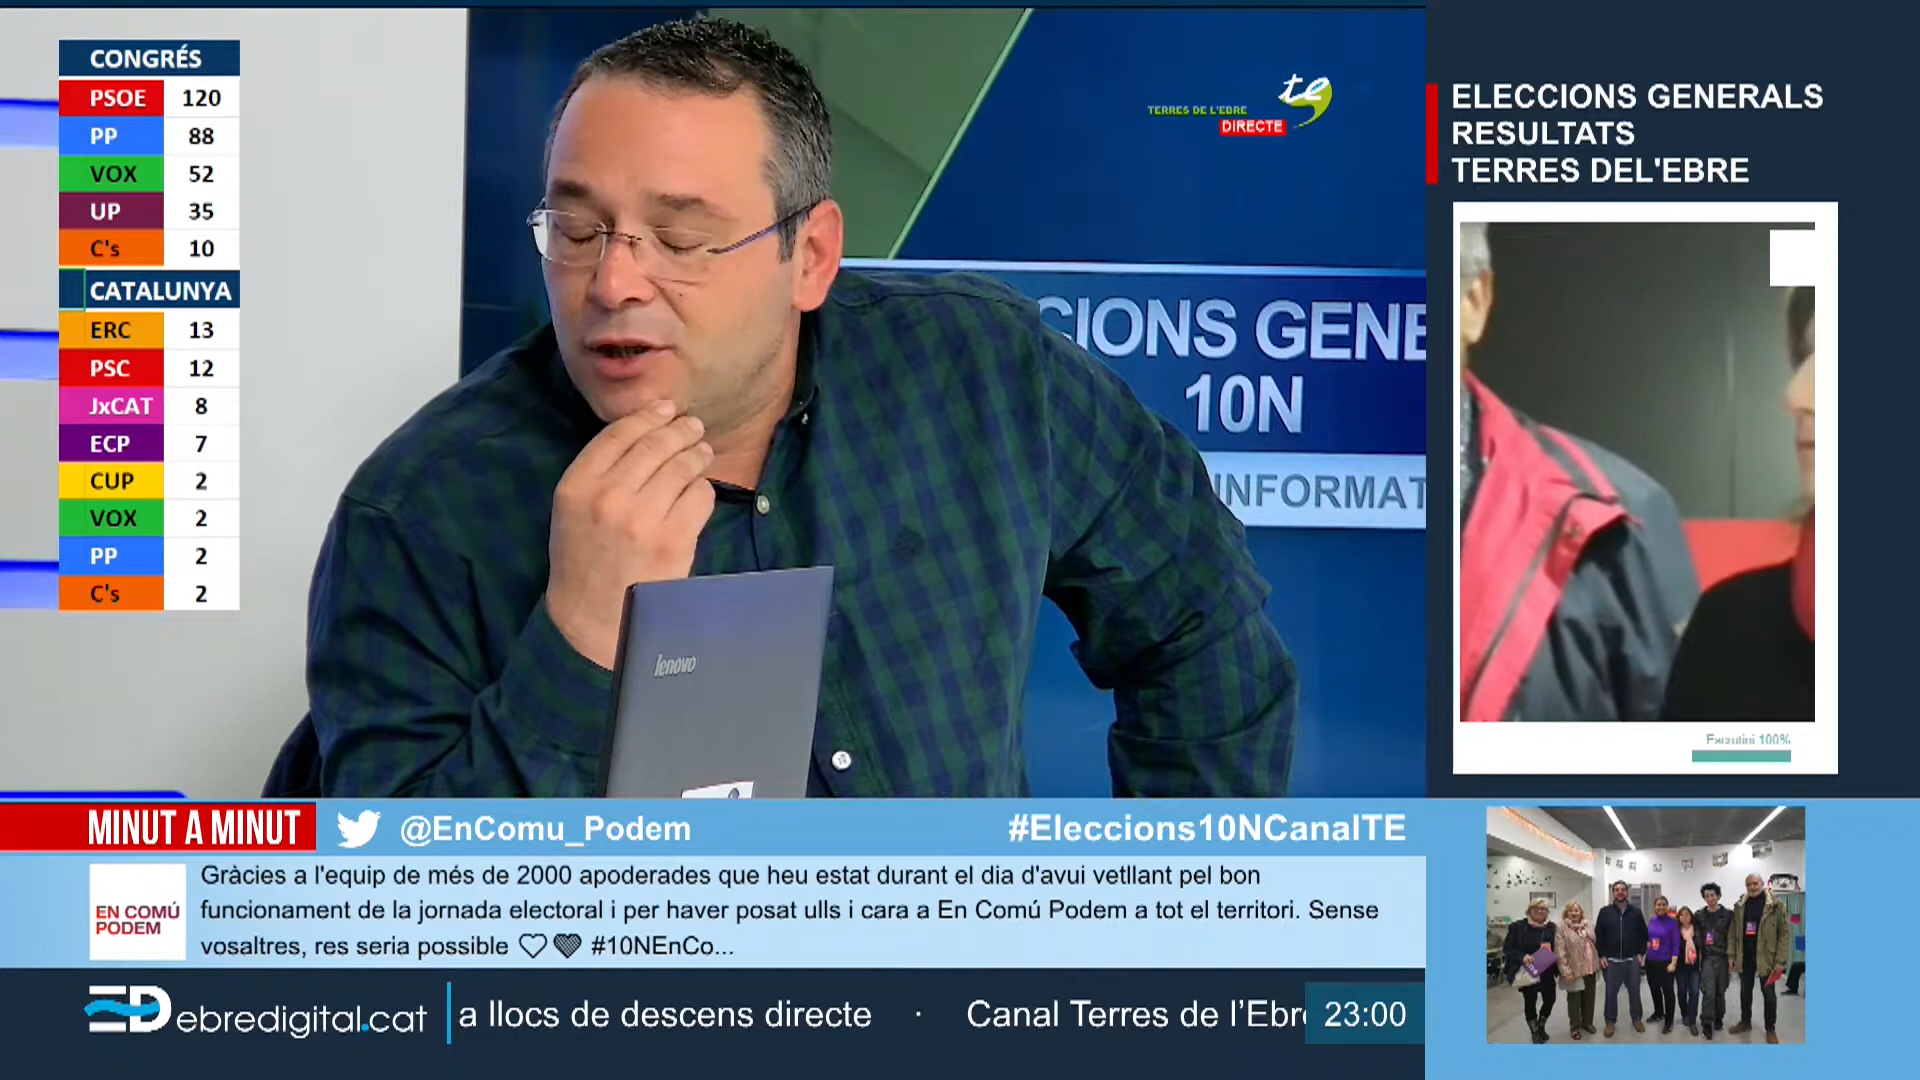 CONGRÉS
PSOE 120
PP 88
VOX 52
UP 35
C's 10
CATALUNYA
ERC 13
PSC 12
JxCAT 8
ECP 7
CUP 2
VOX 2
PP 2
C's 2
te
TERRES DE L'EBRE
DIRECTE
CIONS GENE
10N
INFORMAT
lenovo
ELECCIONS GENERALS
RESULTATS
TERRES DEL'EBRE
Escrutini 100%
MINUT A MINUT
@EnComu_Podem
#Eleccions10NCanalTE
EN COMÚ
PODEM
Gràcies a l'equip de més de 2000 apoderades que heu estat durant el dia d'avui vetllant pel bon
funcionament de la jornada electoral i per haver posat ulls i cara a En Comú Podem a tot el territori. Sense
vosaltres, res seria possible 🤍💜 #10NEnCo...
ED ebredigital.cat
a llocs de descens directe · Canal Terres de l’Ebre
23:00